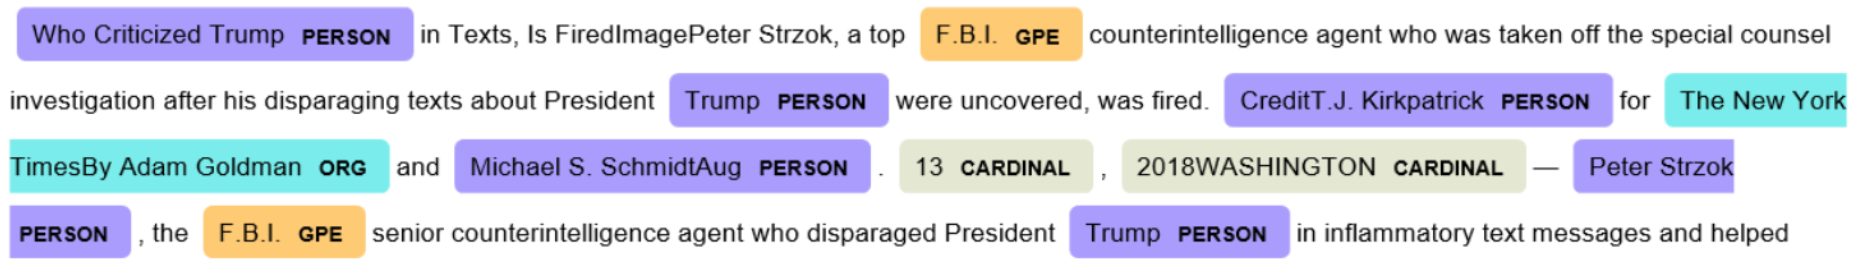 Who Criticized Trump PERSON in Texts, Is FiredImagePeter Strzok, a top F.B.I. GPE counterintelligence agent who was taken off the special counsel
investigation after his disparaging texts about President Trump PERSON were uncovered, was fired. CreditT.J. Kirkpatrick PERSON for The New York
TimesBy Adam Goldman ORG and Michael S. SchmidtAug PERSON . 13 CARDINAL , 2018WASHINGTON CARDINAL — Peter Strzok
PERSON , the F.B.I. GPE senior counterintelligence agent who disparaged President Trump PERSON in inflammatory text messages and helped